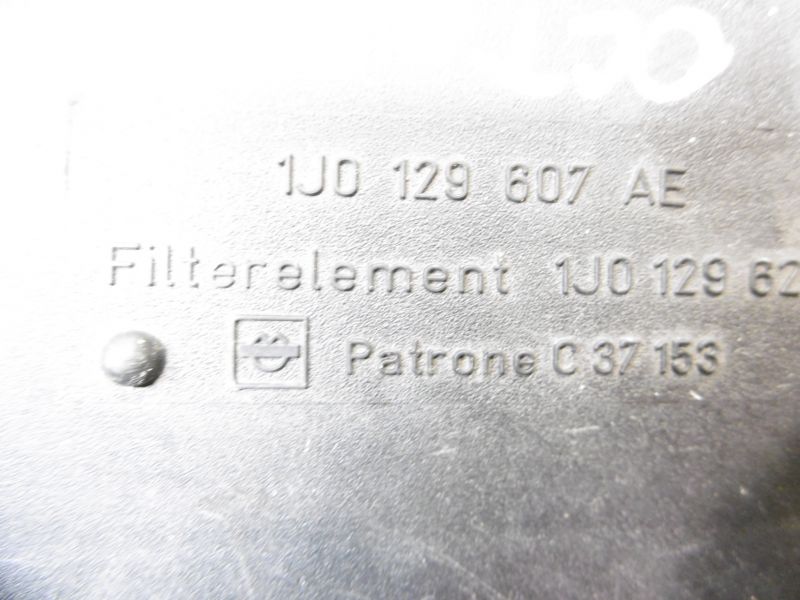 1J0 129 607 AE
Filterelement 1J0 129 62
Patrone C 37 153